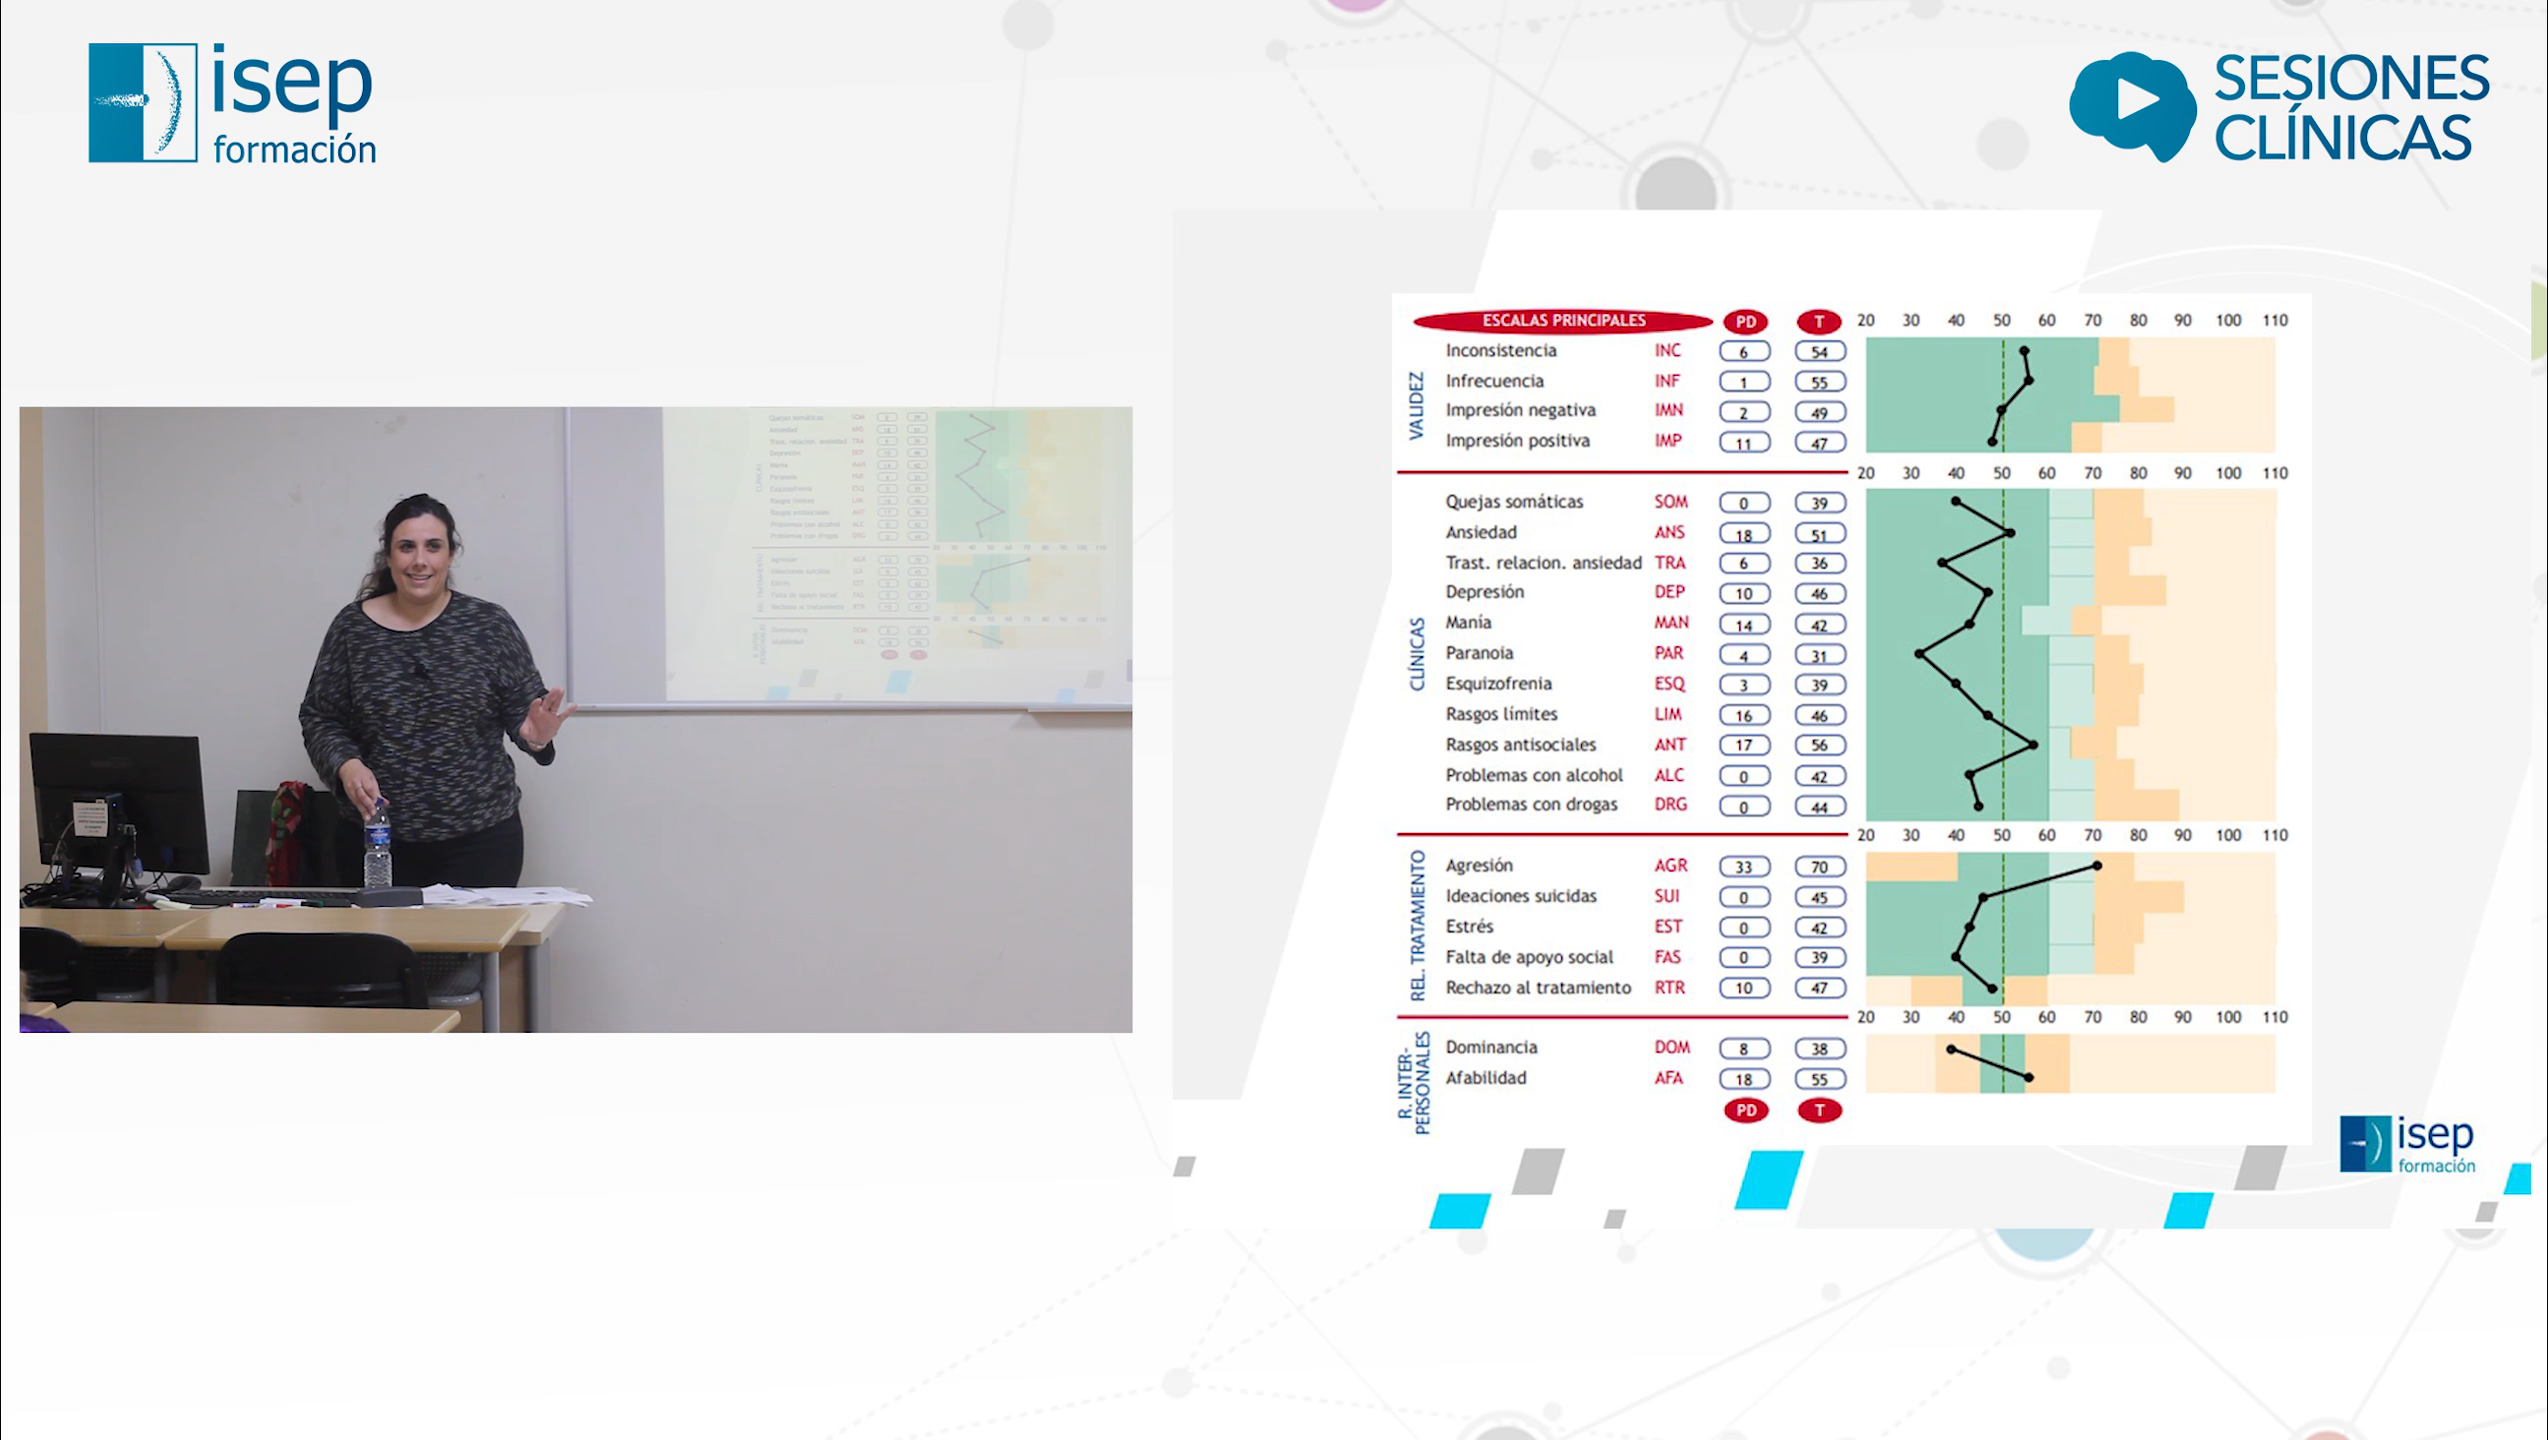 isep
formación
SESIONES
CLÍNICAS
ESCALAS PRINCIPALES PD T 20 30 40 50 60 70 80 90 100 110
VALIDEZ
Inconsistencia INC 6 54
Infrecuencia INF 1 55
Impresión negativa IMN 2 49
Impresión positiva IMP 11 47
20 30 40 50 60 70 80 90 100 110
CLÍNICAS
Quejas somáticas SOM 0 39
Ansiedad ANS 18 51
Trast. relacion. ansiedad TRA 6 36
Depresión DEP 10 46
Manía MAN 14 42
Paranoia PAR 4 31
Esquizofrenia ESQ 3 39
Rasgos límites LIM 16 46
Rasgos antisociales ANT 17 56
Problemas con alcohol ALC 0 42
Problemas con drogas DRG 0 44
20 30 40 50 60 70 80 90 100 110
REL. TRATAMIENTO
Agresión AGR 33 70
Ideaciones suicidas SUI 0 45
Estrés EST 0 42
Falta de apoyo social FAS 0 39
Rechazo al tratamiento RTR 10 47
20 30 40 50 60 70 80 90 100 110
R. INTER-
PERSONALES
Dominancia DOM 8 38
Afabilidad AFA 18 55
PD T
isep
formación